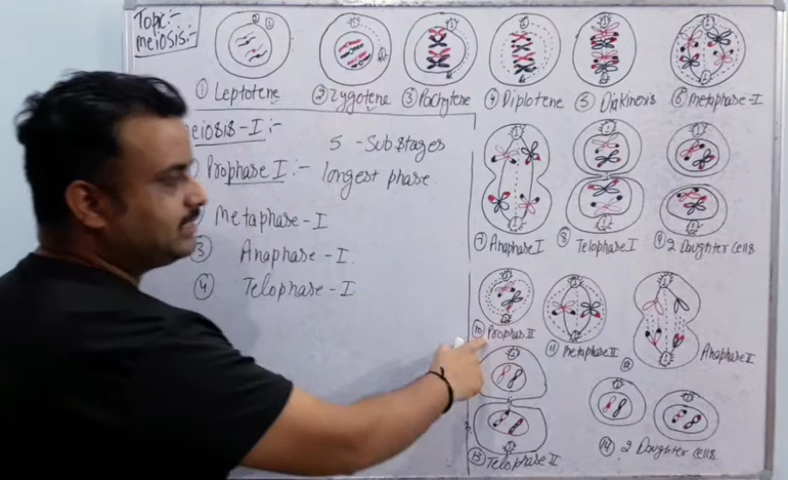 Topic:-
meiosis:-
① Leptotene
② Zygotene
③ Pachytene
④ Diplotene
⑤ Diakinesis
⑥ Metaphase-I
eiosis-I:-
Prophase I:-
5 - Sub stages
longest phase
Metaphase-I
③ Anaphase-I.
④ Telophase-I
⑦ Anaphase I
⑧ Telophase I
⑨ 2 Daughter cells
⑩ Prophas II
⑪ Metaphase II
⑫ Anaphase II
⑬ Telophase II
⑭ 2 Daughter cells